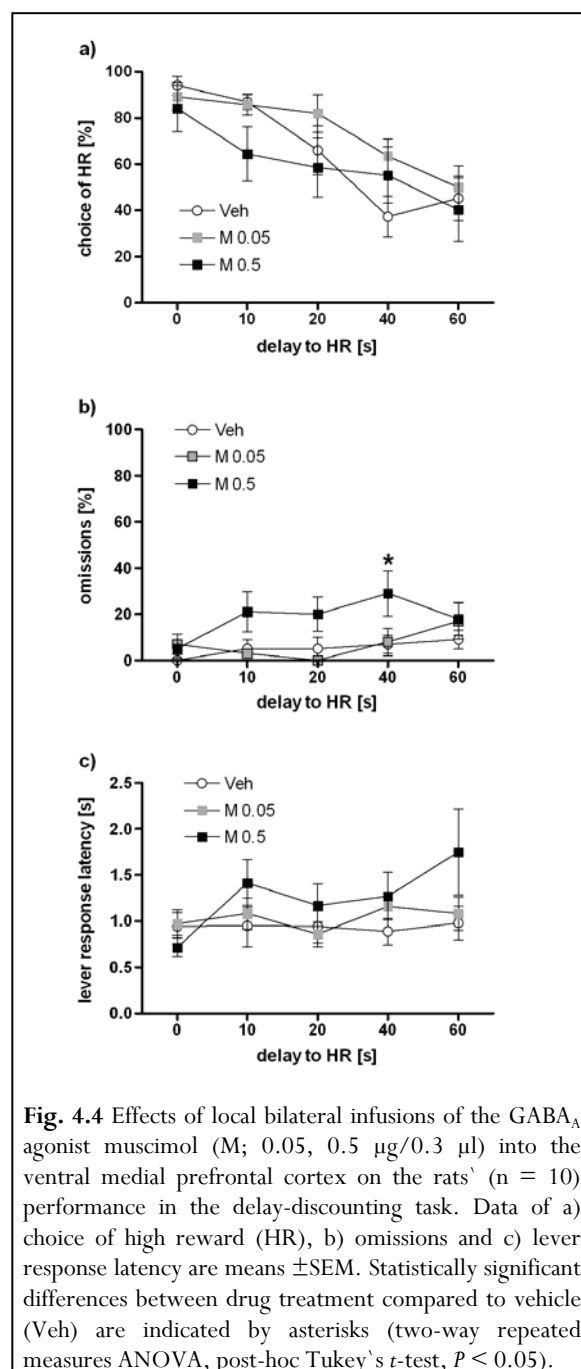 a)
100
80
60
40
20
0
choice of HR [%]
Veh
M 0.05
M 0.5
0 10 20 40 60
delay to HR [s]
b)
100
80
60
40
20
0
omissions [%]
Veh
M 0.05
M 0.5
*
0 10 20 40 60
delay to HR [s]
c)
2.5
2.0
1.5
1.0
0.5
0.0
lever response latency [s]
Veh
M 0.05
M 0.5
0 10 20 40 60
delay to HR [s]
Fig. 4.4 Effects of local bilateral infusions of the GABA_A
agonist muscimol (M; 0.05, 0.5 µg/0.3 µl) into the
ventral medial prefrontal cortex on the rats` (n = 10)
performance in the delay-discounting task. Data of a)
choice of high reward (HR), b) omissions and c) lever
response latency are means ±SEM. Statistically significant
differences between drug treatment compared to vehicle
(Veh) are indicated by asterisks (two-way repeated
measures ANOVA, post-hoc Tukey`s t-test, P < 0.05).